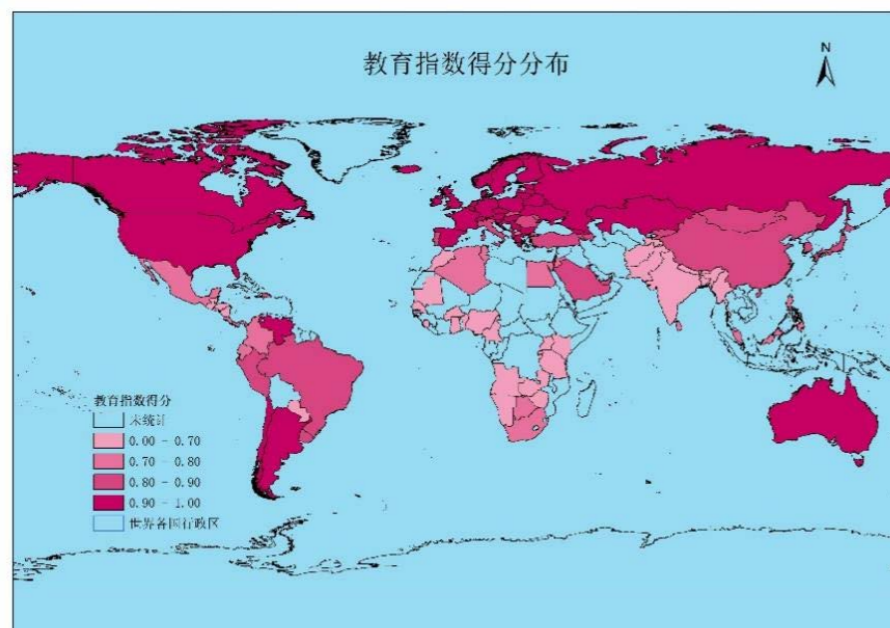 教育指数得分分布
N
教育指数得分
未统计
0.00 - 0.70
0.70 - 0.80
0.80 - 0.90
0.90 - 1.00
世界各国行政区